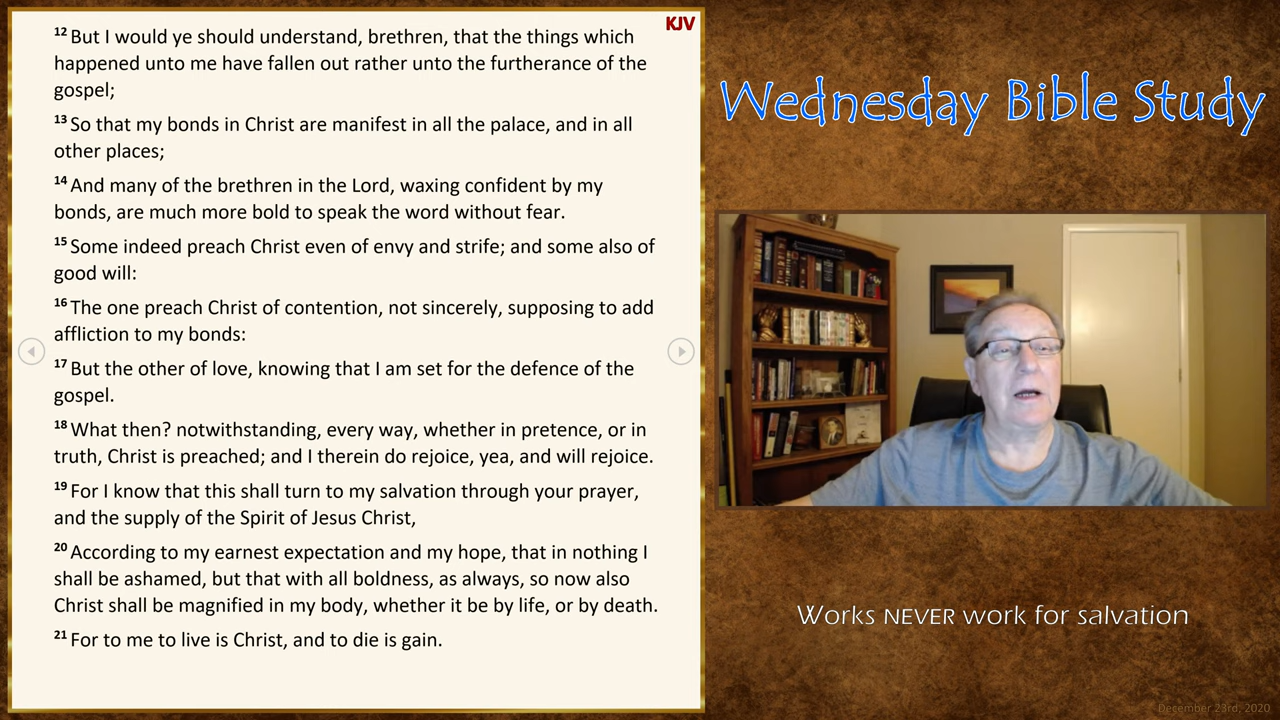 KJV
12 But I would ye should understand, brethren, that the things which
happened unto me have fallen out rather unto the furtherance of the
gospel;
13 So that my bonds in Christ are manifest in all the palace, and in all
other places;
14 And many of the brethren in the Lord, waxing confident by my
bonds, are much more bold to speak the word without fear.
15 Some indeed preach Christ even of envy and strife; and some also of
good will:
16 The one preach Christ of contention, not sincerely, supposing to add
affliction to my bonds:
17 But the other of love, knowing that I am set for the defence of the
gospel.
18 What then? notwithstanding, every way, whether in pretence, or in
truth, Christ is preached; and I therein do rejoice, yea, and will rejoice.
19 For I know that this shall turn to my salvation through your prayer,
and the supply of the Spirit of Jesus Christ,
20 According to my earnest expectation and my hope, that in nothing I
shall be ashamed, but that with all boldness, as always, so now also
Christ shall be magnified in my body, whether it be by life, or by death.
21 For to me to live is Christ, and to die is gain.
Wednesday Bible Study
Works NEVER work for salvation
December 23rd, 2020